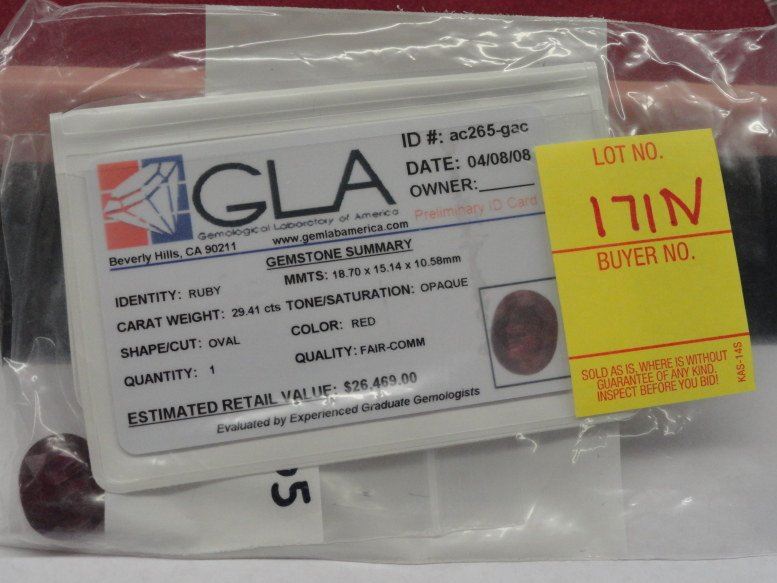 GLA
Gemological Laboratory of America
www.gemlabamerica.com
Beverly Hills, CA 90211
ID #: ac265-gac
DATE: 04/08/08
OWNER:
Preliminary ID Card
GEMSTONE SUMMARY
MMTS: 18.70 x 15.14 x 10.58mm
IDENTITY: RUBY
CARAT WEIGHT: 29.41 cts TONE/SATURATION: OPAQUE
SHAPE/CUT: OVAL COLOR: RED
QUANTITY: 1 QUALITY: FAIR-COMM
ESTIMATED RETAIL VALUE: $26,469.00
Evaluated by Experienced Graduate Gemologists
LOT NO.
171N
BUYER NO.
SOLD AS IS, WHERE IS WITHOUT
GUARANTEE OF ANY KIND.
INSPECT BEFORE YOU BID!
KAS-14S